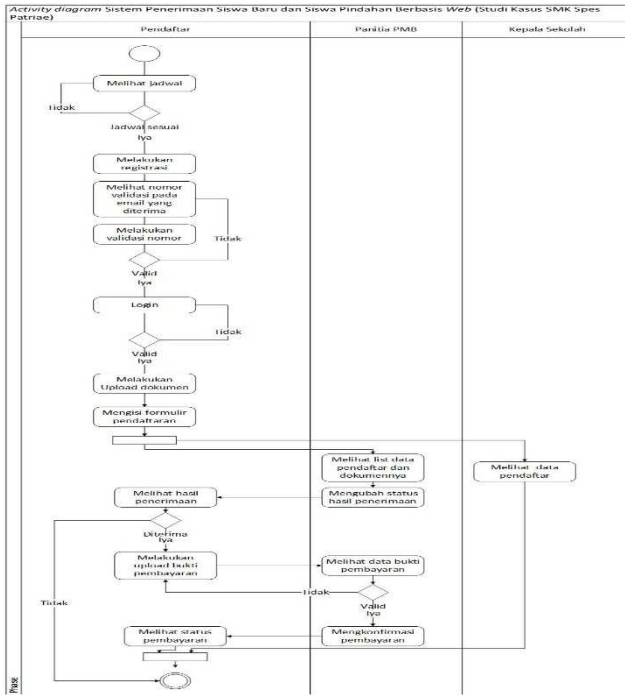 Activity diagram Sistem Penerimaan Siswa Baru dan Siswa Pindahan Berbasis Web (Studi Kasus SMK Spes
Patriae)
Pendaftar
Panitia PMB
Kepala Sekolah
Melihat Jadwal
Tidak
Jadwal sesuai
Iya
Melakukan
registrasi
Melihat nomor
validasi pada
email yang
diterima
Melakukan
validasi nomor
Tidak
Valid
Iya
Login
Tidak
Valid
Iya
Melakukan
Upload dokumen
Mengisi formulir
pendaftaran
Melihat list data
pendaftar dan
dokumennya
Melihat data
pendaftar
Melihat hasil
penerimaan
Mengubah status
hasil penerimaan
Diterima
Iya
Melakukan
upload bukti
pembayaran
Melihat data bukti
pembayaran
Tidak
Tidak
Valid
Iya
Melihat status
pembayaran
Mengkonfirmasi
pembayaran
Phase